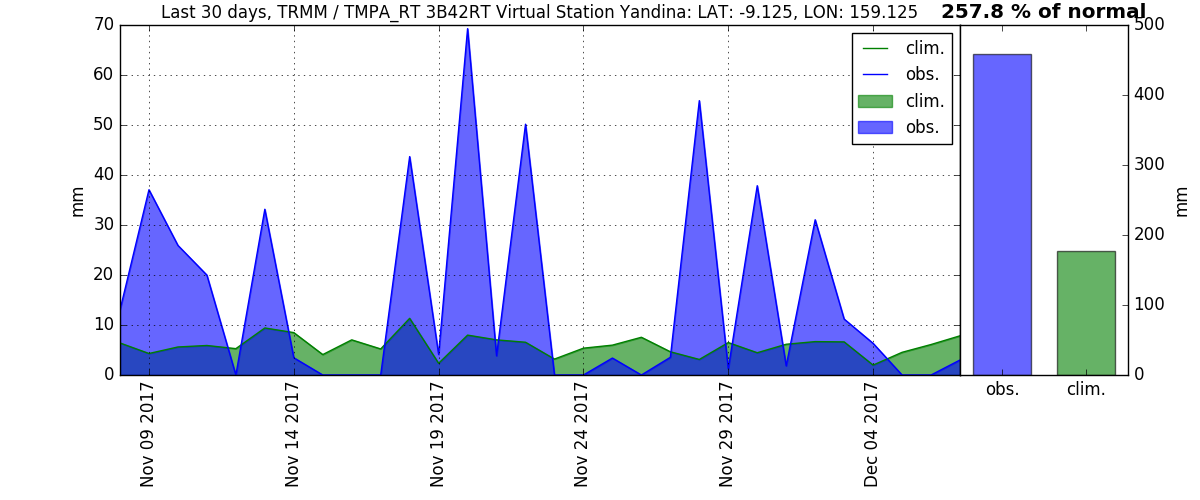 Last 30 days, TRMM / TMPA_RT 3B42RT Virtual Station Yandina: LAT: -9.125, LON: 159.125
257.8 % of normal
70
60
50
40
30
20
10
0
mm
clim.
obs.
clim.
obs.
500
400
300
200
100
0
mm
Nov 09 2017
Nov 14 2017
Nov 19 2017
Nov 24 2017
Nov 29 2017
Dec 04 2017
obs.
clim.